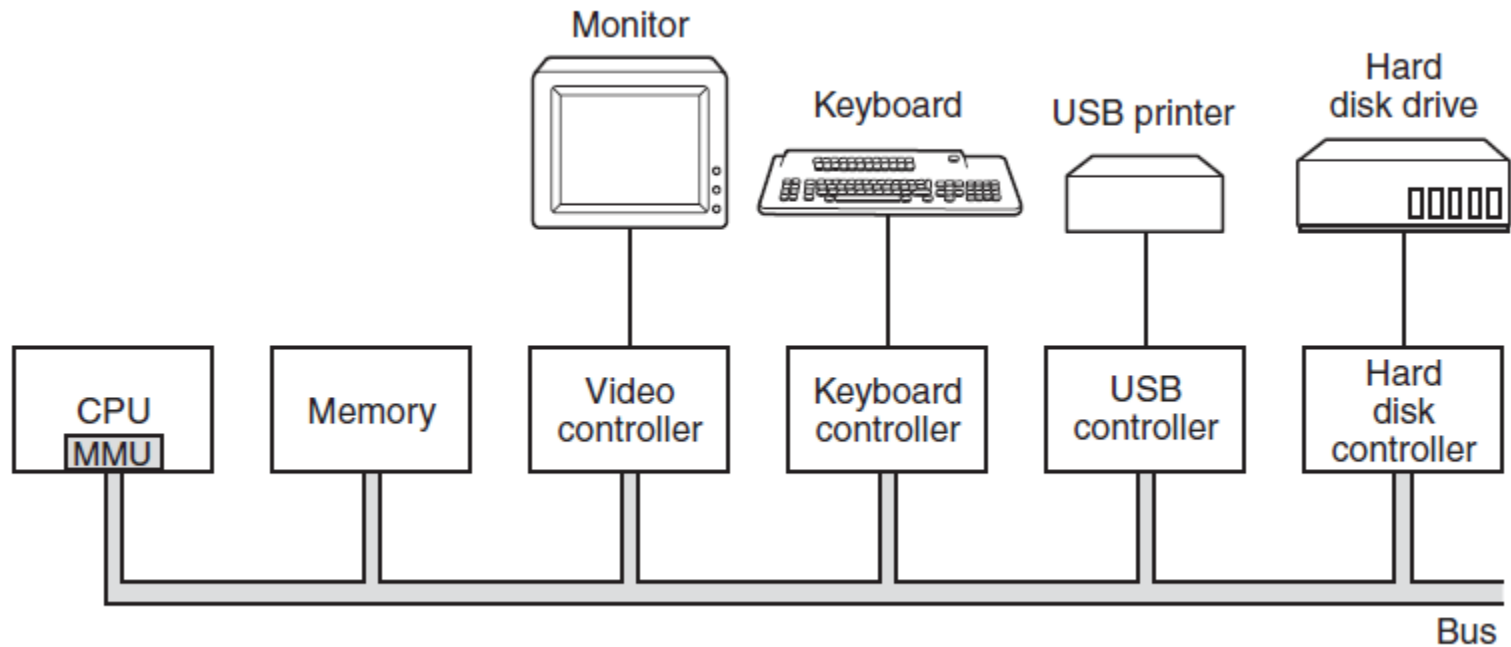 Monitor
Keyboard
USB printer
Hard
disk drive
CPU
MMU
Memory
Video
controller
Keyboard
controller
USB
controller
Hard
disk
controller
Bus